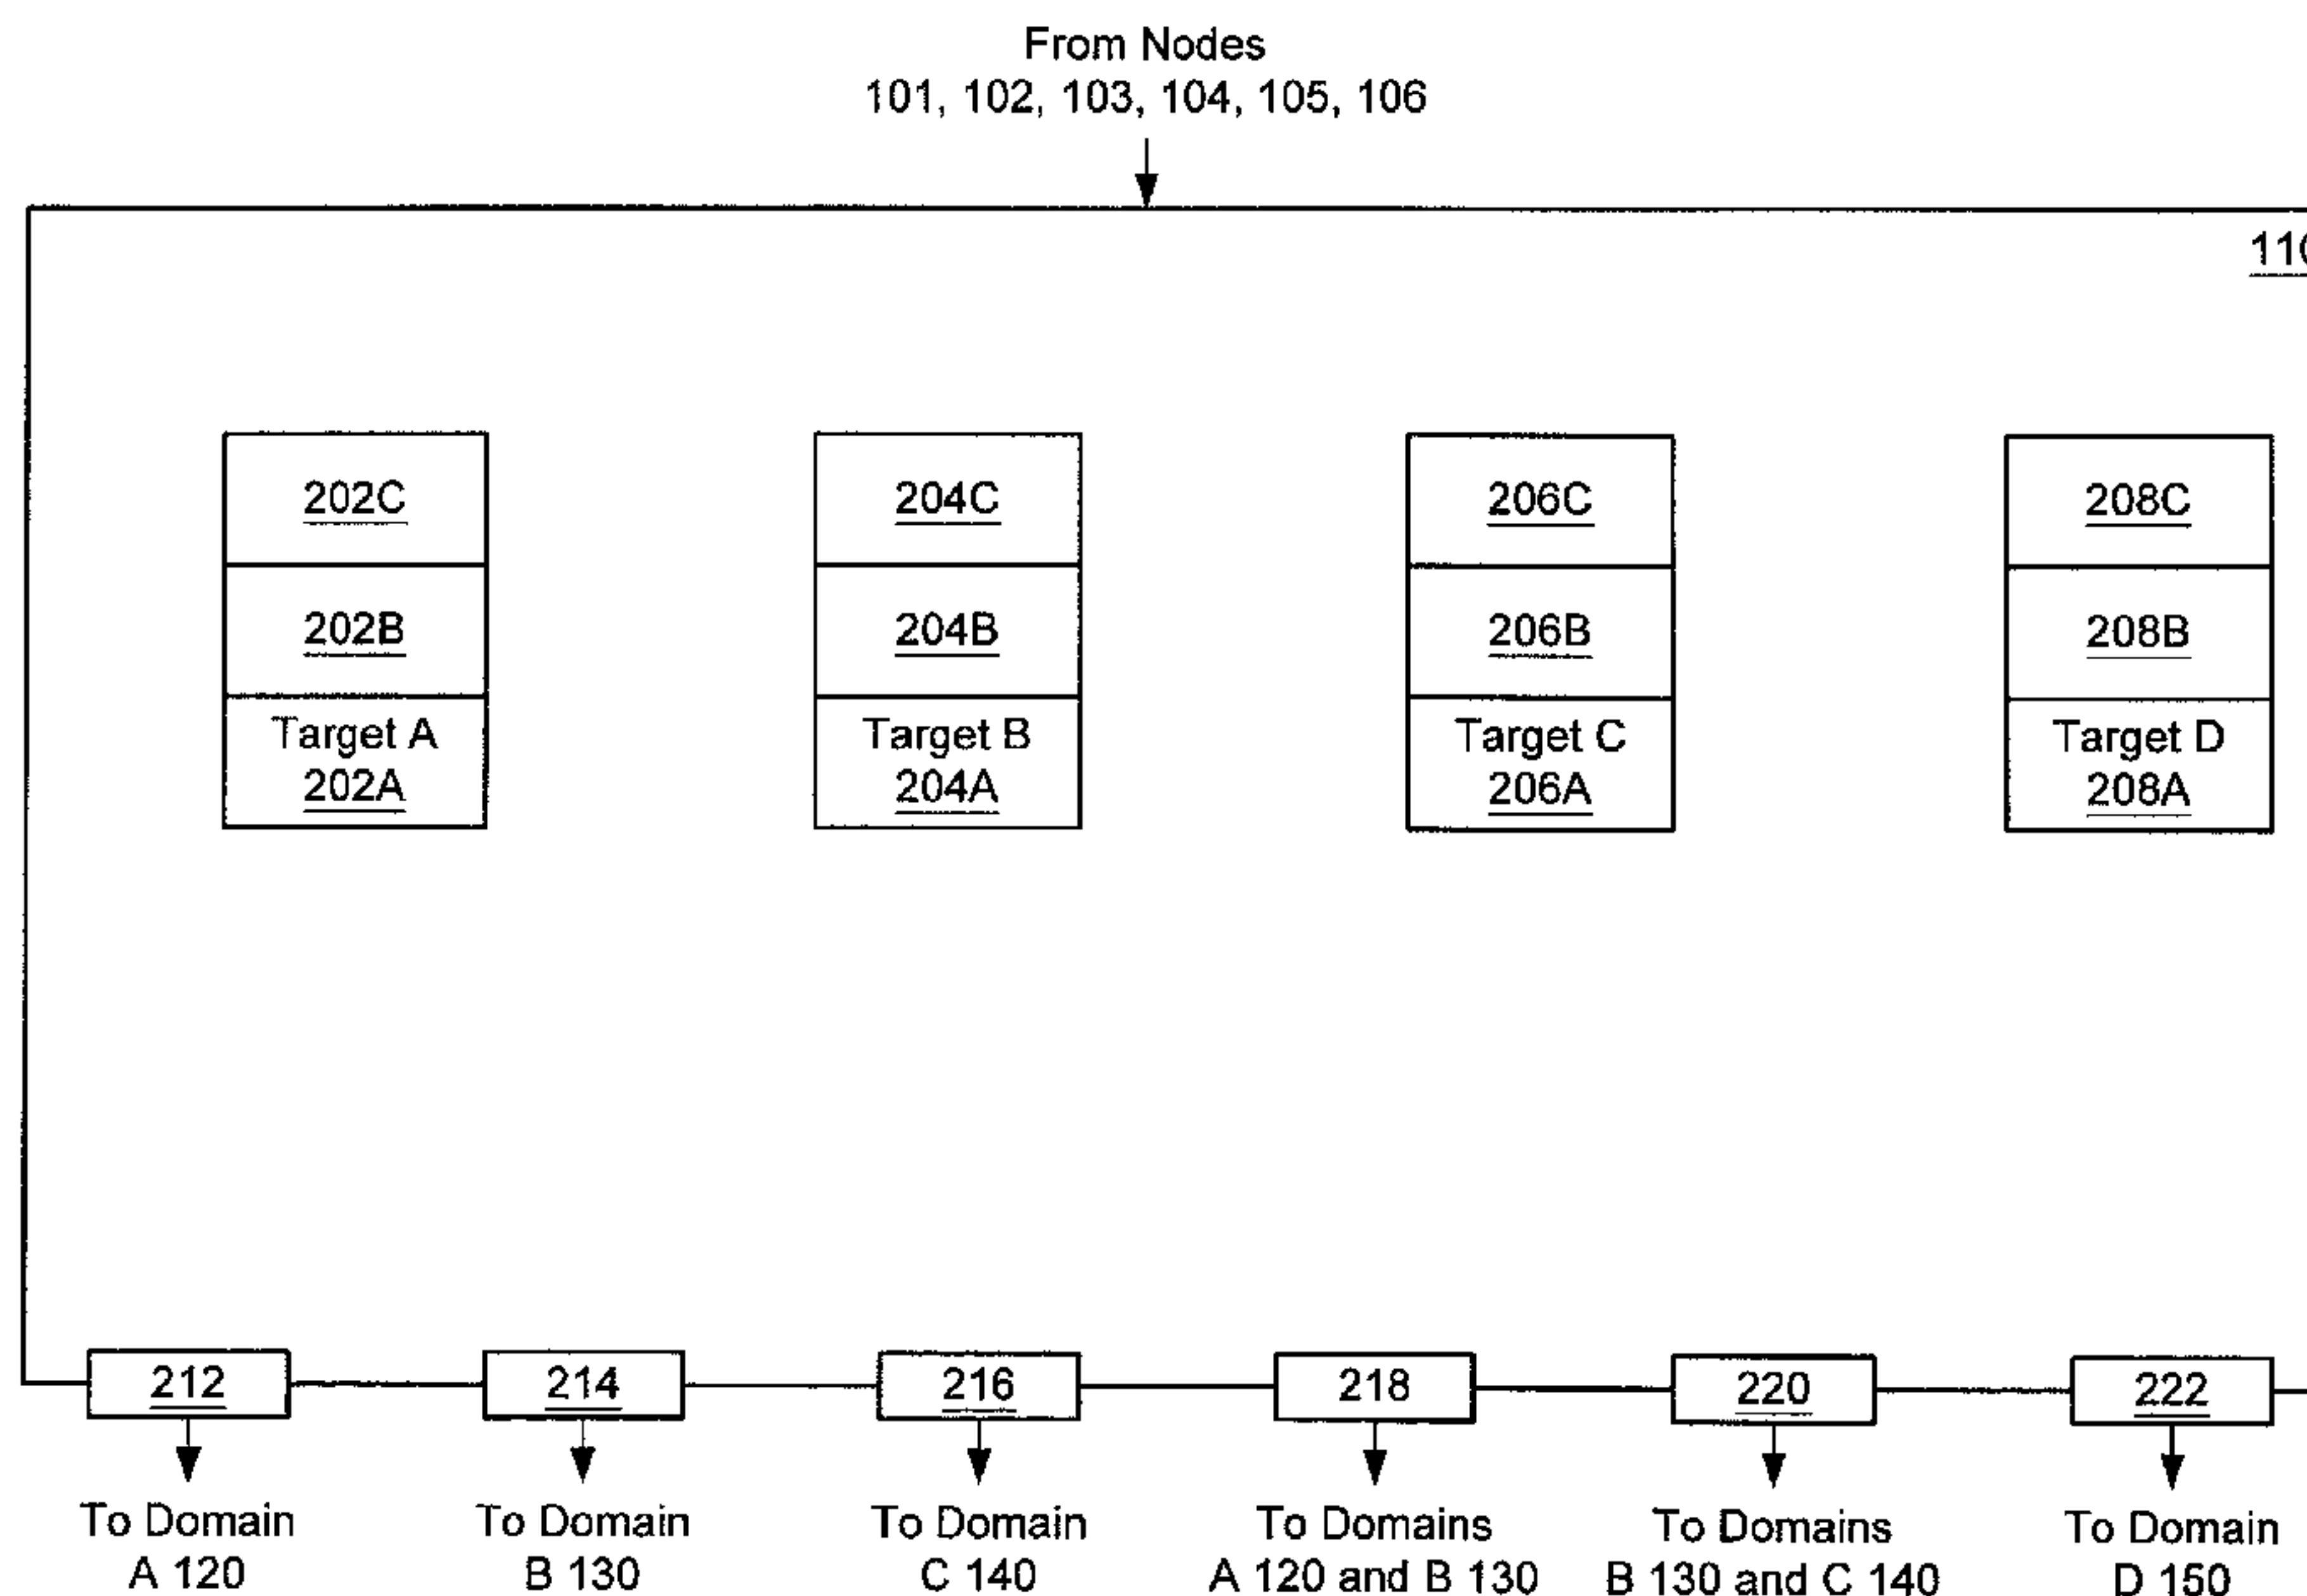 From Nodes
101, 102, 103, 104, 105, 106
202C
204C
206C
208C
202B
204B
206B
208B
Target A
202A
Target B
204A
Target C
206A
Target D
208A
212
214
216
218
220
222
To Domain
A 120
To Domain
B 130
To Domain
C 140
To Domains
A 120 and B 130
To Domains
B 130 and C 140
To Domain
D 150